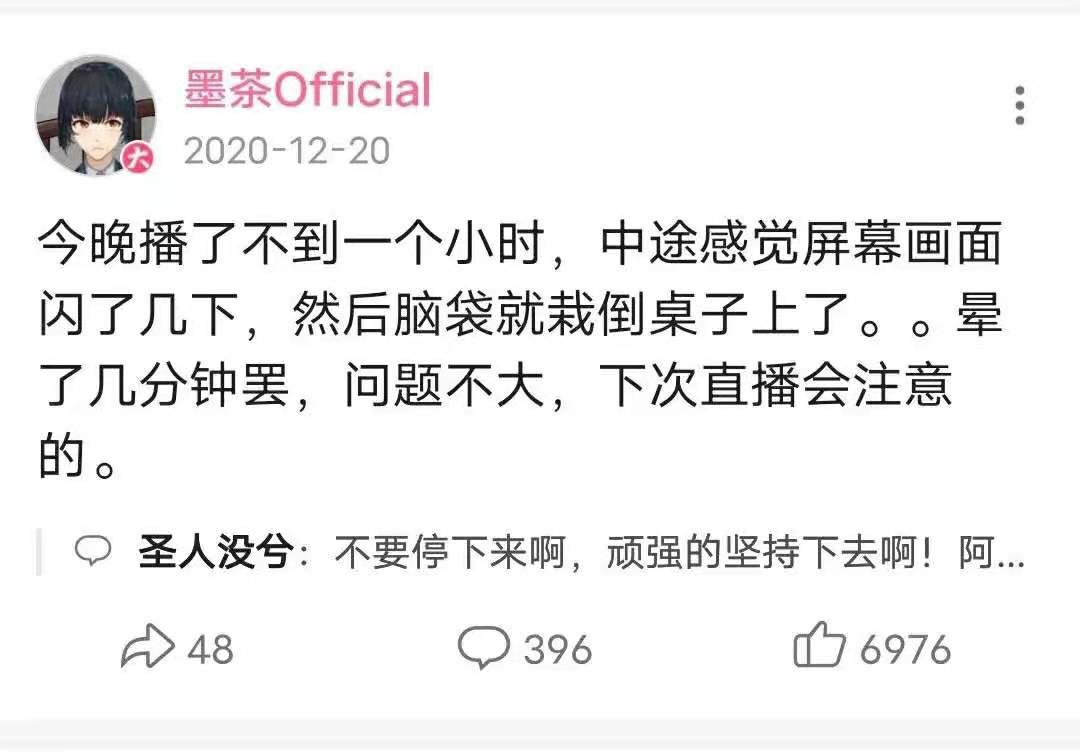 墨茶Official
大
2020-12-20
今晚播了不到一个小时，中途感觉屏幕画面
闪了几下，然后脑袋就栽倒桌子上了。。晕
了几分钟罢，问题不大，下次直播会注意
的。
圣人没兮：不要停下来啊，顽强的坚持下去啊！阿...
48
396
6976